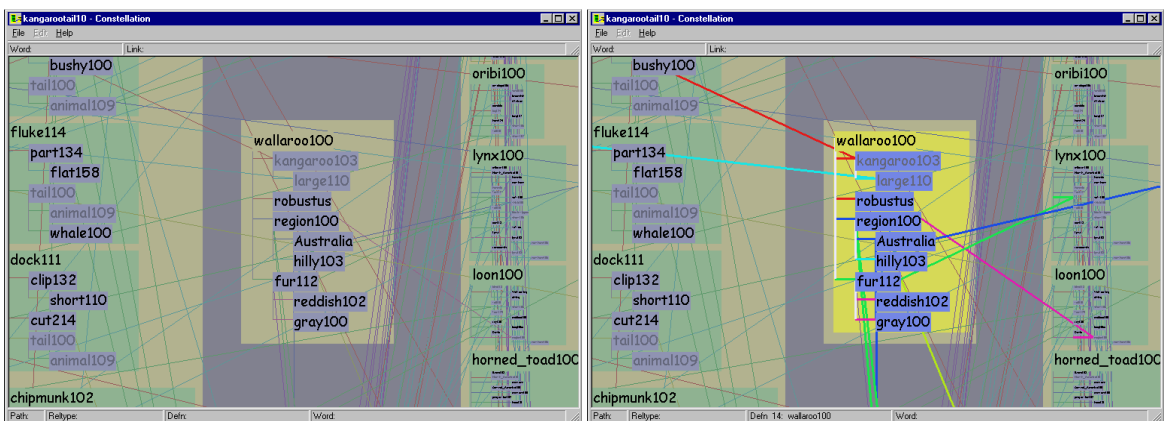 kangarootail10 - Constellation
File Edit Help
Word: Link:
bushy100
tail100
animal109
fluke114
part134
flat158
tail100
animal109
whale100
dock111
clip132
short110
cut214
tail100
animal109
chipmunk102
wallaroo100
kangaroo103
large110
robustus
region100
Australia
hilly103
fur112
reddish102
gray100
oribi100
lynx100
loon100
horned_toad100
Path: Reltype: Defn: Word:
kangarootail10 - Constellation
File Edit Help
Word: Link:
bushy100
tail100
animal109
fluke114
part134
flat158
tail100
animal109
whale100
dock111
clip132
short110
cut214
tail100
animal109
chipmunk102
wallaroo100
kangaroo103
large110
robustus
region100
Australia
hilly103
fur112
reddish102
gray100
oribi100
lynx100
loon100
horned_toad100
Path: Reltype: Defn 14: wallaroo100 Word: